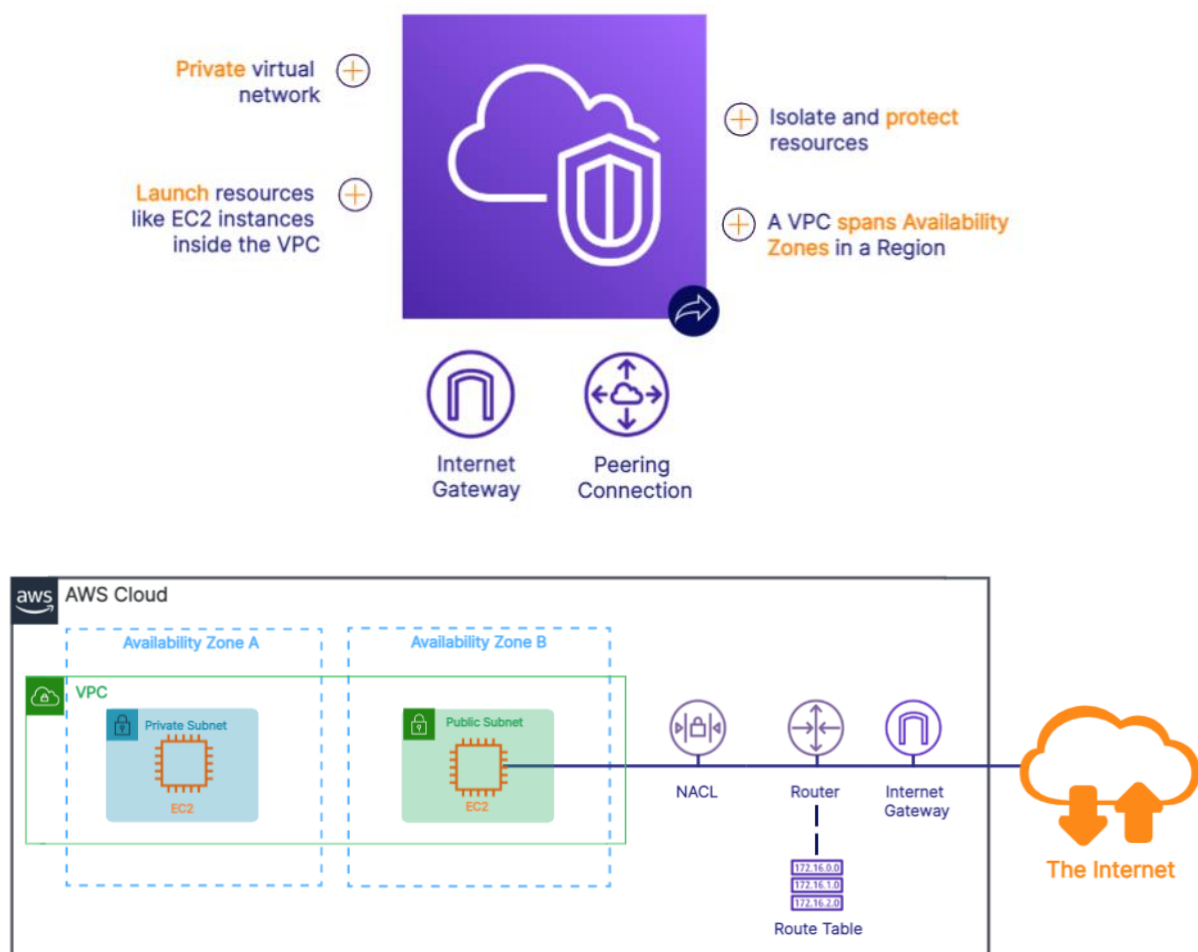 Private virtual
network
Launch resources
like EC2 instances
inside the VPC
Isolate and protect
resources
A VPC spans Availability
Zones in a Region
Internet
Gateway
Peering
Connection
aws
AWS Cloud
Availability Zone A
Availability Zone B
VPC
Private Subnet
EC2
Public Subnet
EC2
NACL
Router
Internet
Gateway
172.16.0.0
172.16.1.0
172.16.2.0
Route Table
The Internet